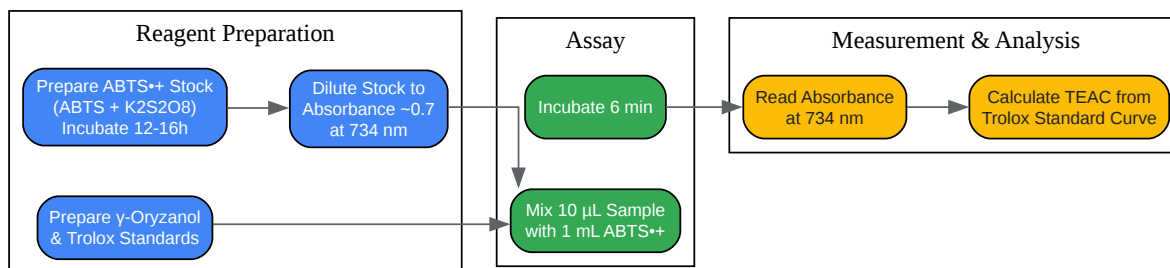 Reagent Preparation
Prepare ABTS•+ Stock
(ABTS + K2S2O8)
Incubate 12-16h
Dilute Stock to
Absorbance ~0.7
at 734 nm
Prepare γ-Oryzanol
& Trolox Standards
Assay
Incubate 6 min
Mix 10 µL Sample
with 1 mL ABTS•+
Measurement & Analysis
Read Absorbance
at 734 nm
Calculate TEAC from
Trolox Standard Curve